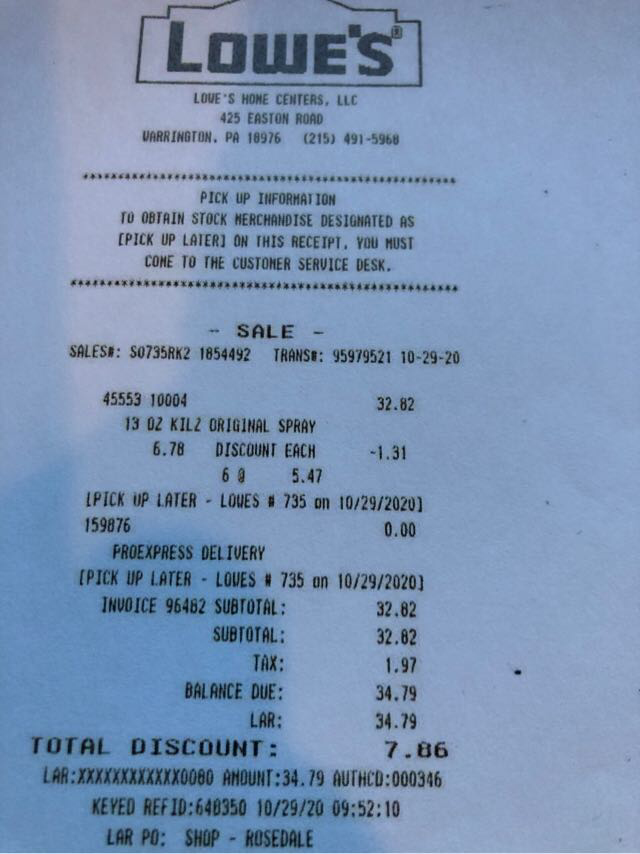 LOWE'S®
LOWE'S HOME CENTERS, LLC
425 EASTON ROAD
WARRINGTON, PA 18976 (215) 491-5968
******************************************************
PICK UP INFORMATION
TO OBTAIN STOCK MERCHANDISE DESIGNATED AS
[PICK UP LATER] ON THIS RECEIPT, YOU MUST
COME TO THE CUSTOMER SERVICE DESK.
******************************************************
- SALE -
SALES#: S0735RK2 1854492 TRANS#: 95979521 10-29-20
45553 10004 32.82
13 OZ KILZ ORIGINAL SPRAY
6.78 DISCOUNT EACH -1.31
6 @ 5.47
[PICK UP LATER - LOWES # 735 on 10/29/2020]
159876 0.00
PROEXPRESS DELIVERY
[PICK UP LATER - LOWES # 735 on 10/29/2020]
INVOICE 96482 SUBTOTAL: 32.82
SUBTOTAL: 32.82
TAX: 1.97
BALANCE DUE: 34.79
LAR: 34.79
TOTAL DISCOUNT: 7.86
LAR:XXXXXXXXXXXX0080 AMOUNT:34.79 AUTHCD:000346
KEYED REFID:648350 10/29/20 09:52:10
LAR PO: SHOP - ROSEDALE